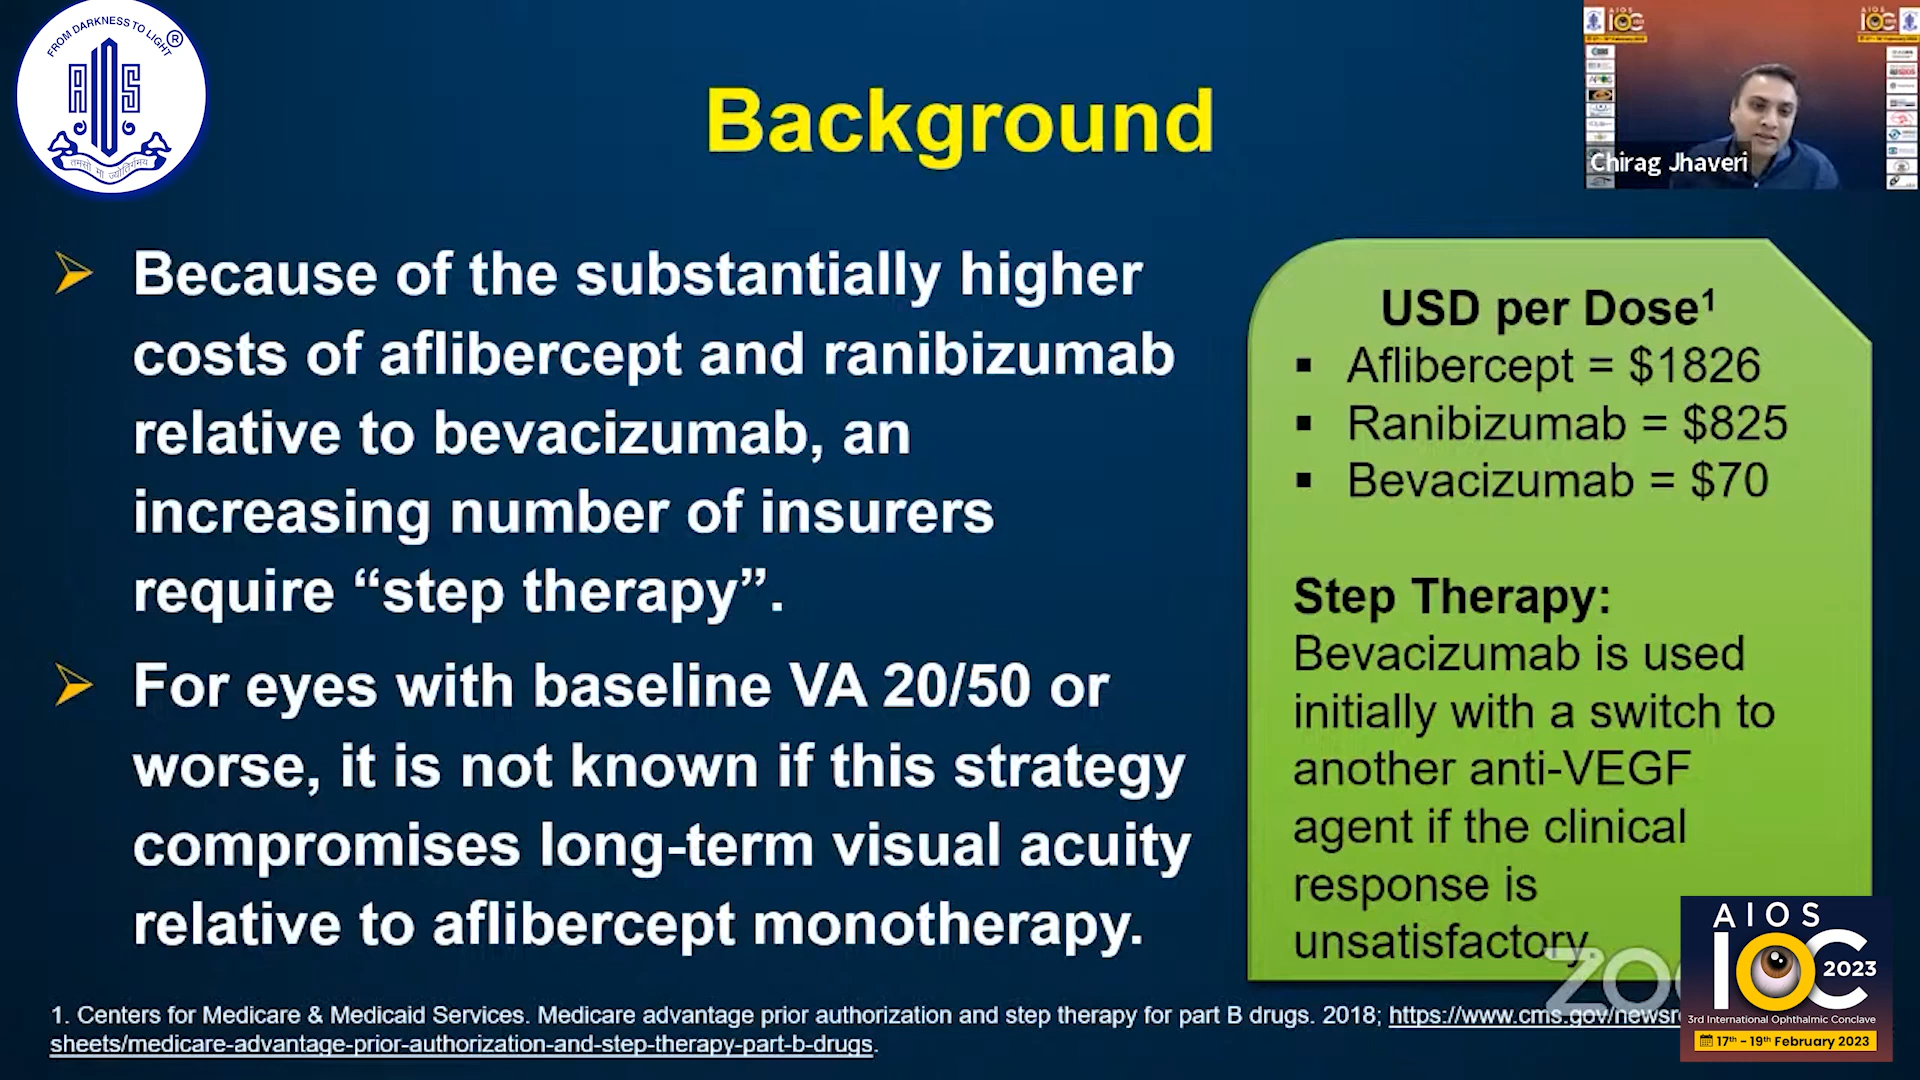 FROM DARKNESS TO LIGHT
®
AIOS
तमसो मा ज्योतिर्गमय
Background
AIOS
IOC
AIOS
IOC
Chirag Jhaveri
➢ Because of the substantially higher
costs of aflibercept and ranibizumab
relative to bevacizumab, an
increasing number of insurers
require “step therapy”.
➢ For eyes with baseline VA 20/50 or
worse, it is not known if this strategy
compromises long-term visual acuity
relative to aflibercept monotherapy.
USD per Dose¹
▪ Aflibercept = $1826
▪ Ranibizumab = $825
▪ Bevacizumab = $70
Step Therapy:
Bevacizumab is used
initially with a switch to
another anti-VEGF
agent if the clinical
response is
unsatisfactory.
1. Centers for Medicare & Medicaid Services. Medicare advantage prior authorization and step therapy for part B drugs. 2018; https://www.cms.gov/newsr
sheets/medicare-advantage-prior-authorization-and-step-therapy-part-b-drugs.
AIOS
IOC 2023
3rd International Ophthalmic Conclave
17th - 19th February 2023